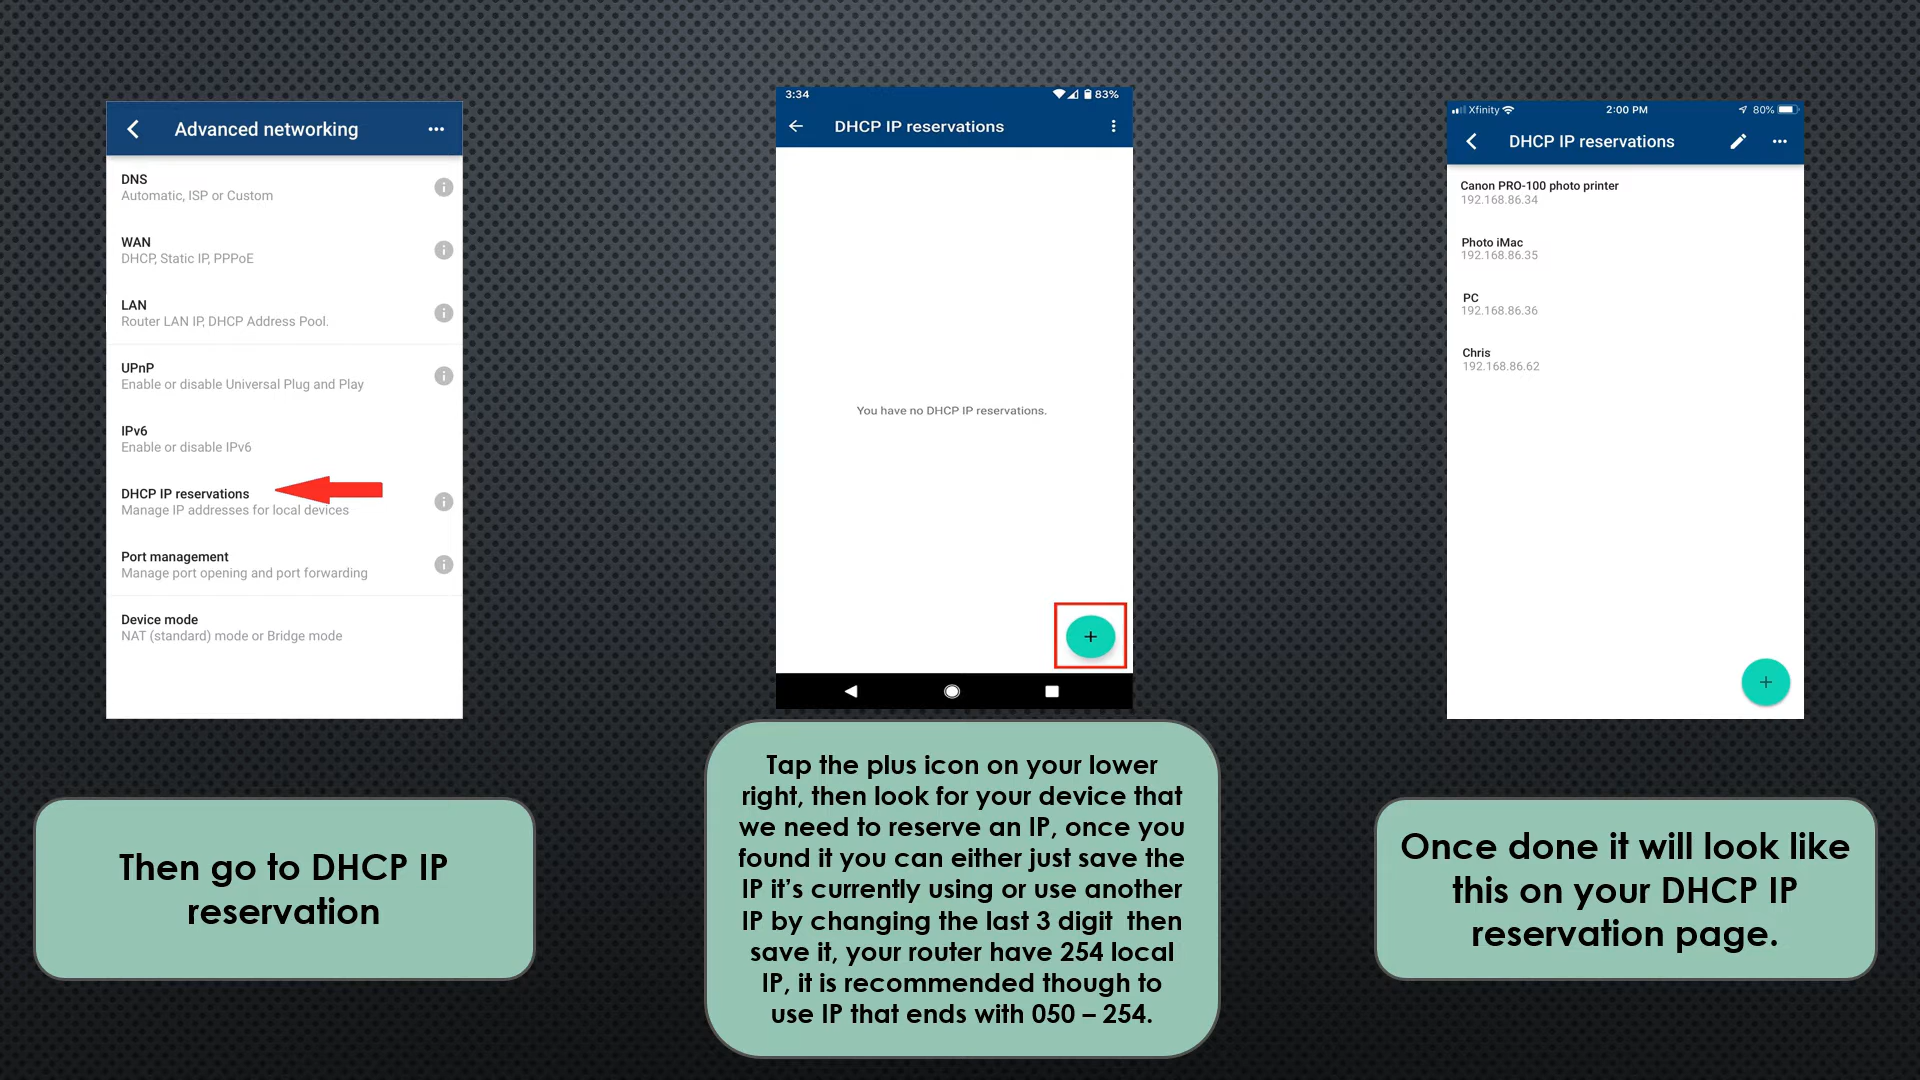 Advanced networking
DNS
Automatic, ISP or Custom
WAN
DHCP, Static IP, PPPoE
LAN
Router LAN IP, DHCP Address Pool.
UPnP
Enable or disable Universal Plug and Play
IPv6
Enable or disable IPv6
DHCP IP reservations
Manage IP addresses for local devices
Port management
Manage port opening and port forwarding
Device mode
NAT (standard) mode or Bridge mode
Then go to DHCP IP
reservation
3:34
83%
DHCP IP reservations
You have no DHCP IP reservations.
Tap the plus icon on your lower
right, then look for your device that
we need to reserve an IP, once you
found it you can either just save the
IP it’s currently using or use another
IP by changing the last 3 digit  then
save it, your router have 254 local
IP, it is recommended though to
use IP that ends with 050 – 254.
Xfinity 2:00 PM 80%
DHCP IP reservations
Canon PRO-100 photo printer
192.168.86.34
Photo iMac
192.168.86.35
PC
192.168.86.36
Chris
192.168.86.62
Once done it will look like
this on your DHCP IP
reservation page.